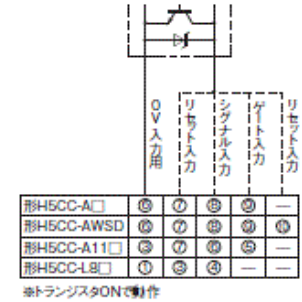 0V入力用
リセット入力
シグナル入力
ゲート入力
リセット入力
形H5CC-A□ ⑥ ⑦ ⑧ ⑨ —
形H5CC-AWSD ⑥ ⑦ ⑧ ⑨ ⑩
形H5CC-A11□ ③ ⑦ ⑥ ⑤ —
形H5CC-L8□ ① ③ ④ — —
※トランジスタONで動作